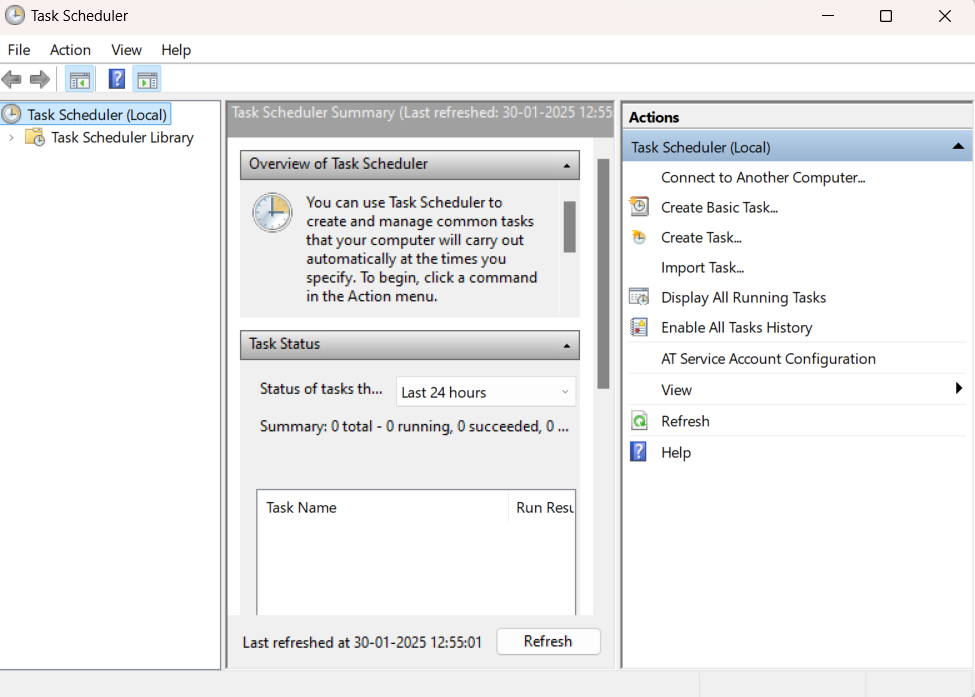 Task Scheduler
File Action View Help
Task Scheduler (Local)
Task Scheduler Library
Task Scheduler Summary (Last refreshed: 30-01-2025 12:55
Overview of Task Scheduler
You can use Task Scheduler to
create and manage common tasks
that your computer will carry out
automatically at the times you
specify. To begin, click a command
in the Action menu.
Task Status
Status of tasks th... Last 24 hours
Summary: 0 total - 0 running, 0 succeeded, 0 ...
Task Name Run Resu
Last refreshed at 30-01-2025 12:55:01 Refresh
Actions
Task Scheduler (Local)
Connect to Another Computer...
Create Basic Task...
Create Task...
Import Task...
Display All Running Tasks
Enable All Tasks History
AT Service Account Configuration
View
Refresh
? Help